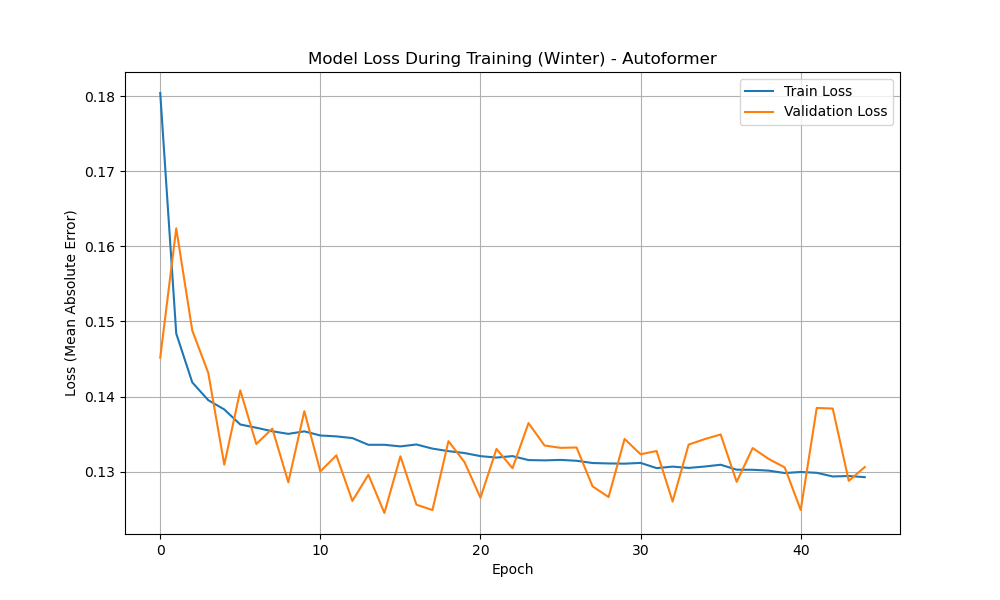 Model Loss During Training (Winter) - Autoformer
Train Loss
Validation Loss
Loss (Mean Absolute Error)
0.18
0.17
0.16
0.15
0.14
0.13
0 10 20 30 40
Epoch